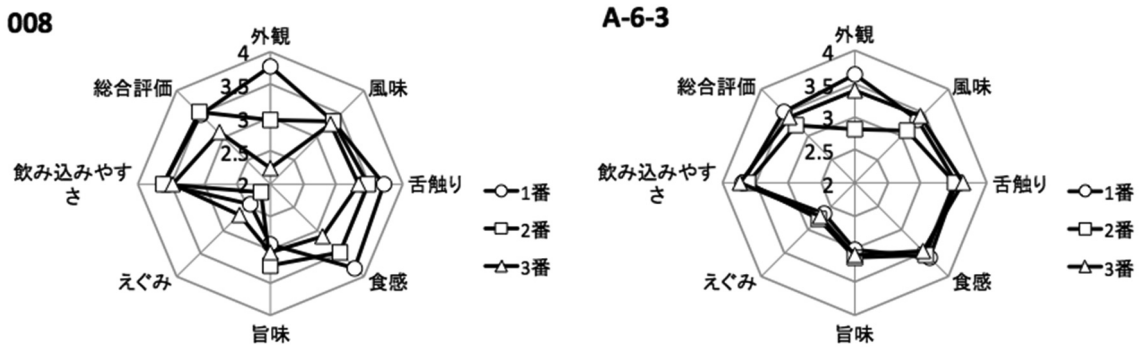 008
外観
4
3.5
3
2.5
2
風味
舌触り
食感
旨味
えぐみ
飲み込みやす
さ
総合評価
1番
2番
3番
A-6-3
外観
4
3.5
3
2.5
2
風味
舌触り
食感
旨味
えぐみ
飲み込みやす
さ
総合評価
1番
2番
3番